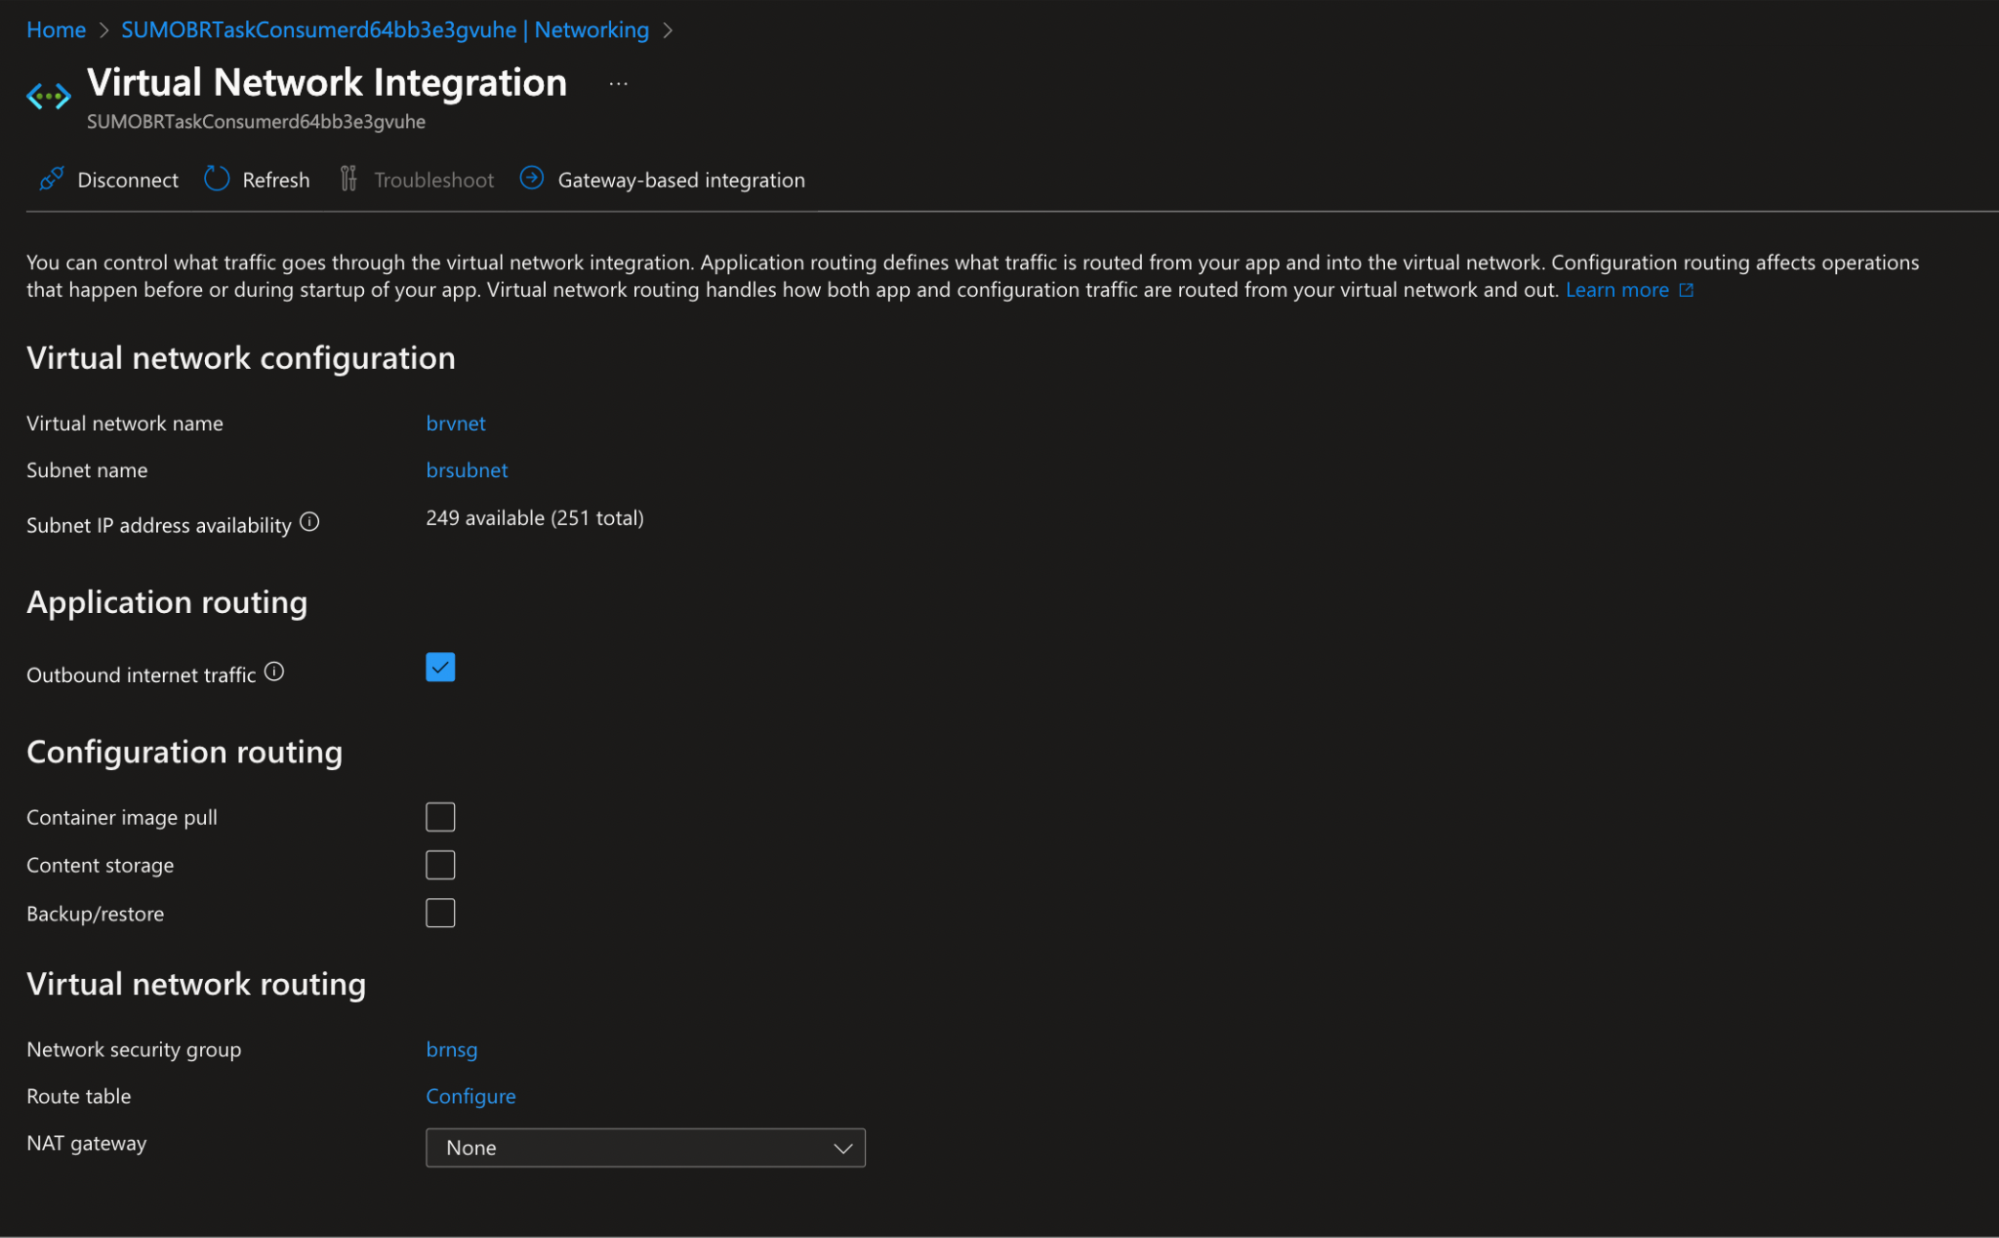 Home > SUMOBRTaskConsumerd64bb3e3gvuhe | Networking >
Virtual Network Integration ...
SUMOBRTaskConsumerd64bb3e3gvuhe
Disconnect Refresh Troubleshoot Gateway-based integration
You can control what traffic goes through the virtual network integration. Application routing defines what traffic is routed from your app and into the virtual network. Configuration routing affects operations
that happen before or during startup of your app. Virtual network routing handles how both app and configuration traffic are routed from your virtual network and out. Learn more
Virtual network configuration
Virtual network name brvnet
Subnet name brsubnet
Subnet IP address availability 249 available (251 total)
Application routing
Outbound internet traffic
Configuration routing
Container image pull
Content storage
Backup/restore
Virtual network routing
Network security group brnsg
Route table Configure
NAT gateway None